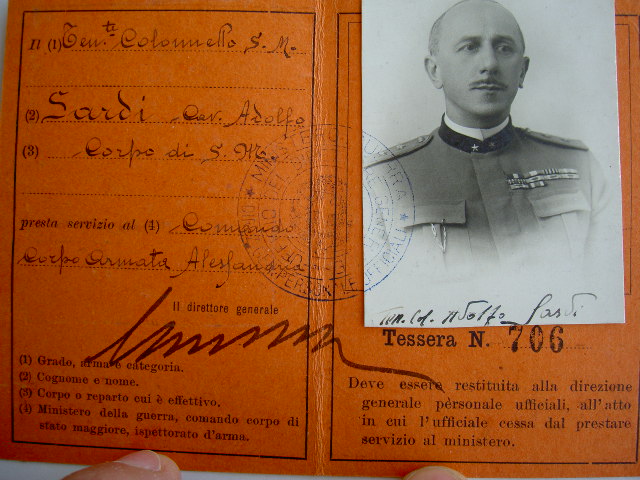 Il (1) Ten.te Colonnello S. M.
(2) Sardi Cav. Adolfo
(3) Corpo di S. M.
presta servizio al (4) Comando
Corpo Armata Alessandria
Il direttore generale
(1) Grado, arma e categoria.
(2) Cognome e nome.
(3) Corpo o reparto cui è effettivo.
(4) Ministero della guerra, comando corpo di
stato maggiore, ispettorato d'arma.
Ten. Col. Adolfo Sardi
Tessera N. 706
Deve essere restituita alla direzione
generale personale ufficiali, all'atto
in cui l'ufficiale cessa dal prestare
servizio al ministero.